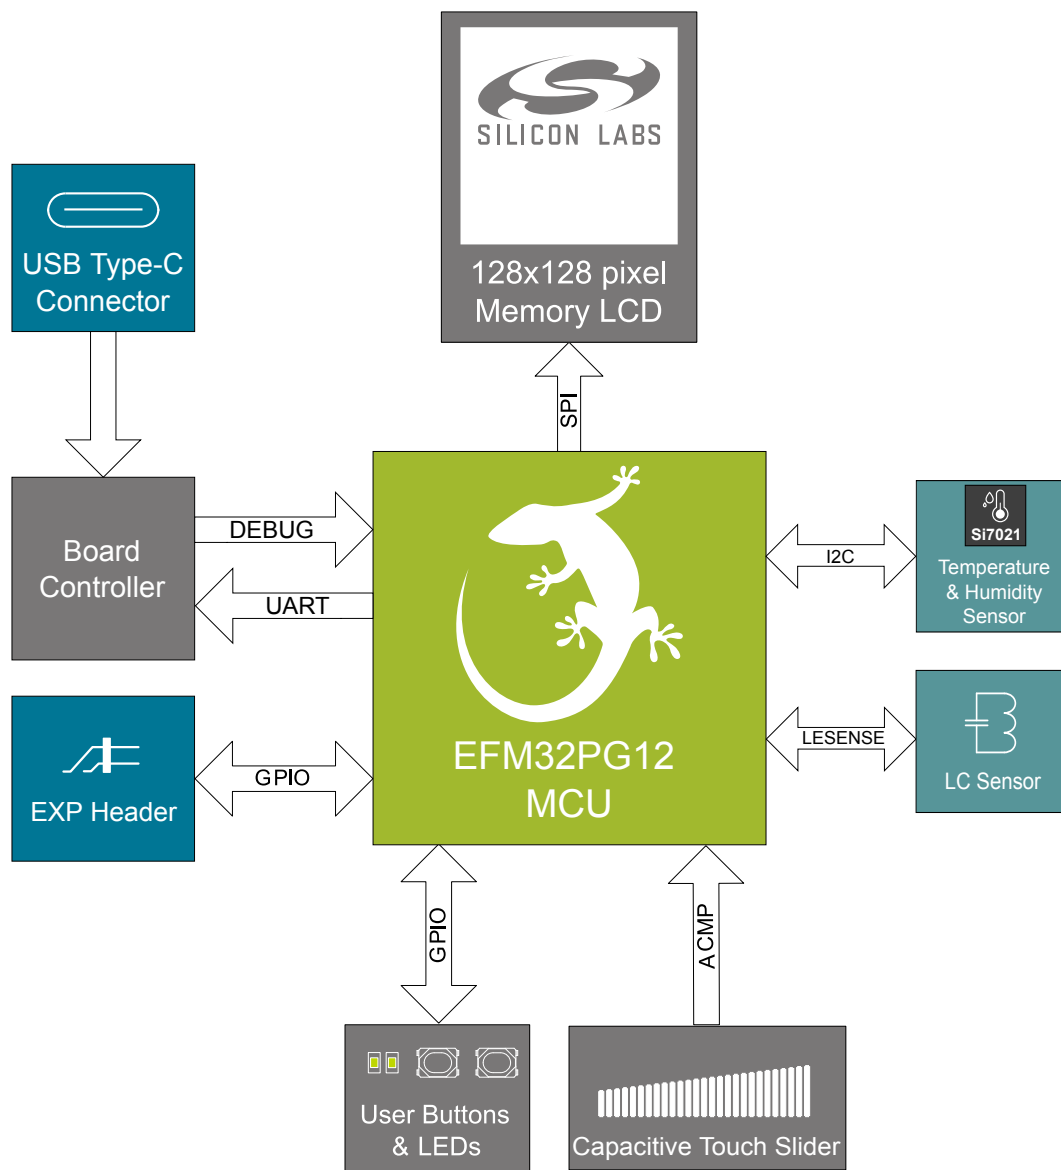 SILICON LABS
128x128 pixel
Memory LCD
USB Type-C
Connector
SPI
Board
Controller
DEBUG
UART
EFM32PG12
MCU
I2C
Si7021
Temperature
& Humidity
Sensor
LESENSE
LC Sensor
GPIO
EXP Header
GPIO
ACMP
User Buttons
& LEDs
Capacitive Touch Slider